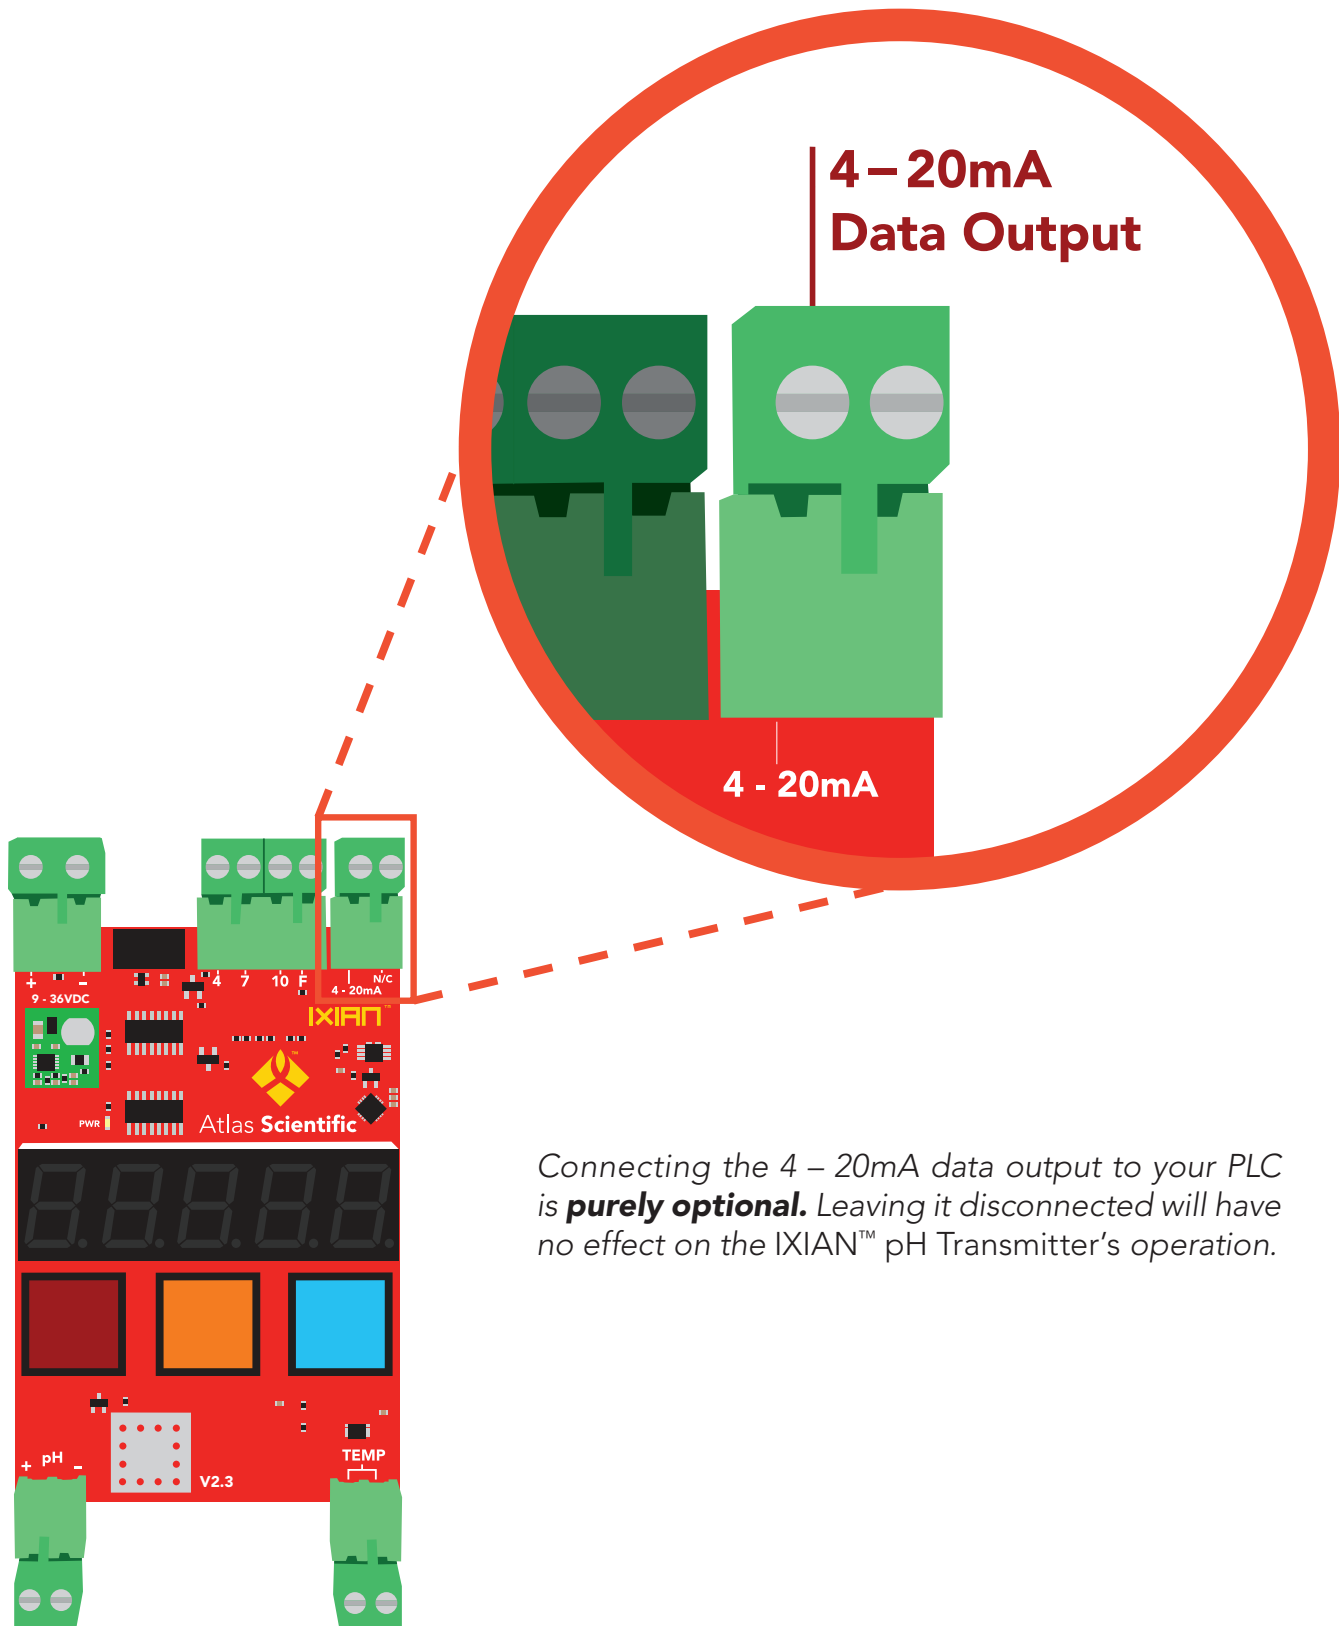 4 – 20mA
Data Output
4 - 20mA
+ -
9 - 36VDC
4 7 10 F
4 - 20mA
N/C
IXIAN™
™
Atlas Scientific
PWR
Connecting the 4 – 20mA data output to your PLC
is purely optional. Leaving it disconnected will have
no effect on the IXIAN™ pH Transmitter’s operation.
+ pH -
V2.3
TEMP